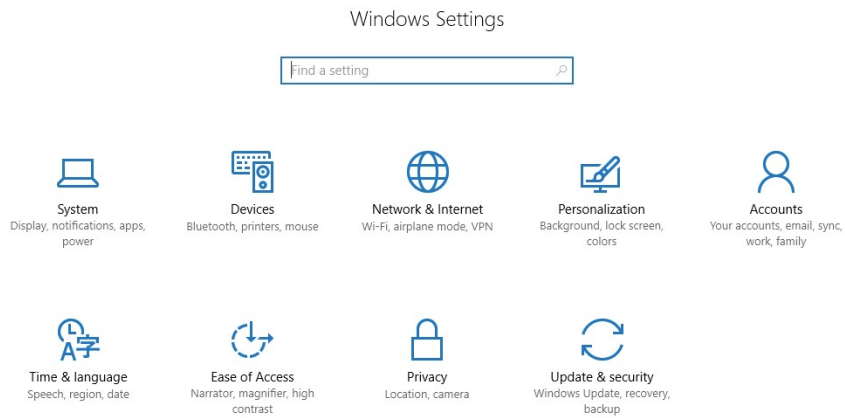 Windows Settings
Find a setting
System
Display, notifications, apps,
power
Devices
Bluetooth, printers, mouse
Network & Internet
Wi-Fi, airplane mode, VPN
Personalization
Background, lock screen,
colors
Accounts
Your accounts, email, sync,
work, family
A字
Time & language
Speech, region, date
Ease of Access
Narrator, magnifier, high
contrast
Privacy
Location, camera
Update & security
Windows Update, recovery,
backup